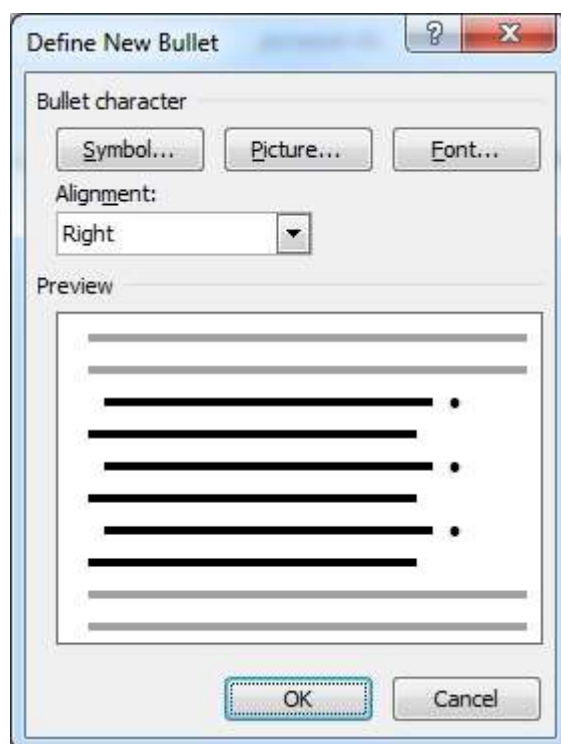 Define New Bullet
Bullet character
Symbol... Picture... Font...
Alignment:
Right
Preview
OK Cancel